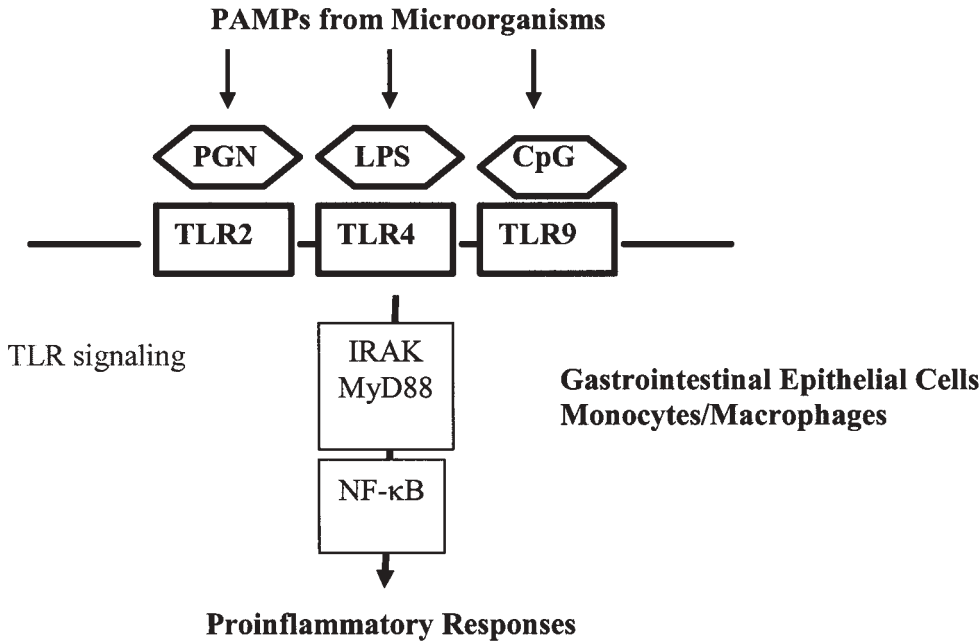 PAMPs from Microorganisms
PGN
LPS
CpG
TLR2
TLR4
TLR9
TLR signaling
IRAK
MyD88
Gastrointestinal Epithelial Cells
Monocytes/Macrophages
NF-κB
Proinflammatory Responses